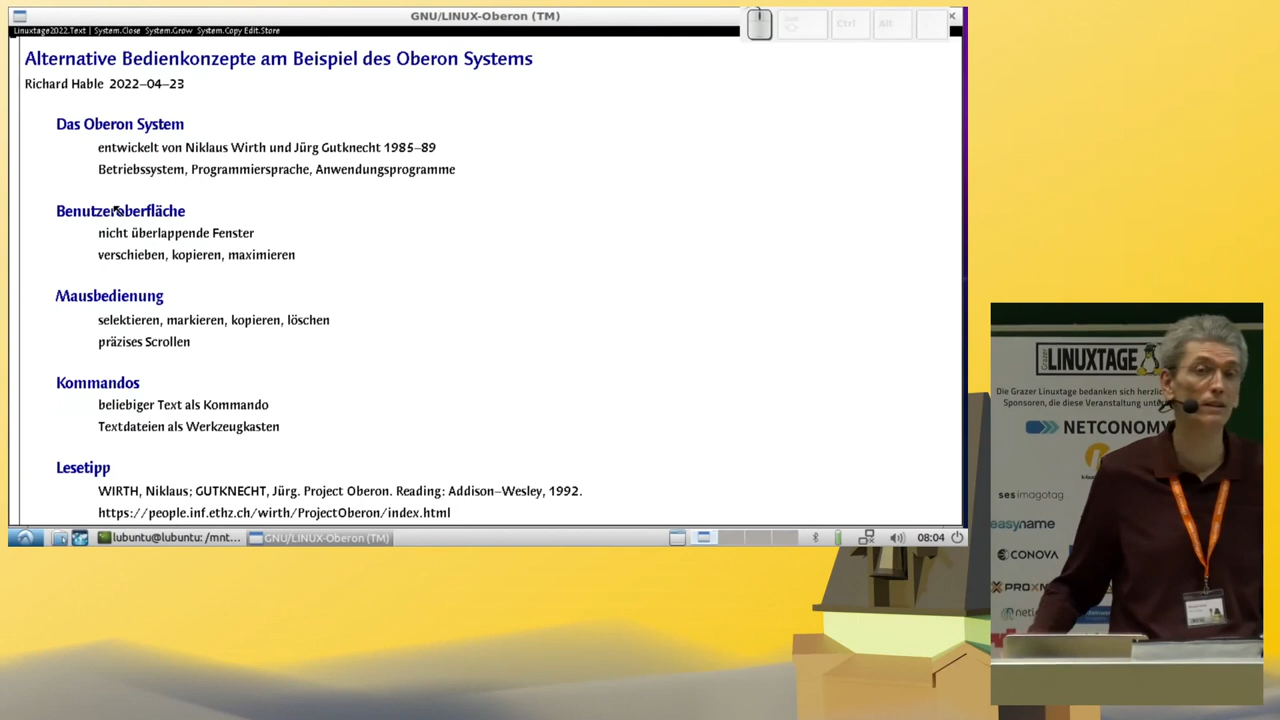 GNU/LINUX-Oberon (TM)
Linuxtage2022.Text | System.Close System.Grow System.Copy Edit.Store
Ctrl
Alt
Alternative Bedienkonzepte am Beispiel des Oberon Systems
Richard Hable 2022–04–23
Das Oberon System
entwickelt von Niklaus Wirth und Jürg Gutknecht 1985–89
Betriebssystem, Programmiersprache, Anwendungsprogramme
Benutzeroberfläche
nicht überlappende Fenster
verschieben, kopieren, maximieren
Mausbedienung
selektieren, markieren, kopieren, löschen
präzises Scrollen
Kommandos
beliebiger Text als Kommando
Textdateien als Werkzeugkasten
Lesetipp
WIRTH, Niklaus; GUTKNECHT, Jürg. Project Oberon. Reading: Addison–Wesley, 1992.
https://people.inf.ethz.ch/wirth/ProjectOberon/index.html
lubuntu@lubuntu: /mnt...
GNU/LINUX-Oberon (TM)
08:04
Grazer
LINUXTAGE
Die Grazer Linuxtage bedanken sich
Sponsoren, die diese Veranstaltung
NETCONOMY
ses imagotag
easyname
CONOVA